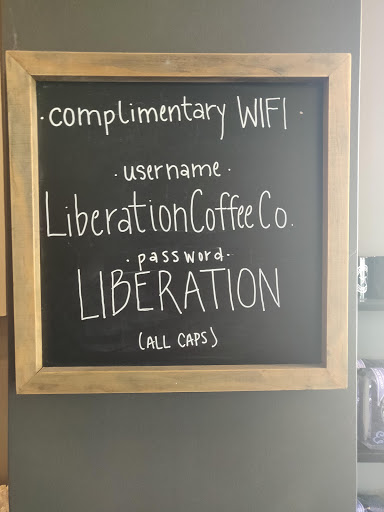 ·complimentary WIFI·
·username·
LiberationCoffeeCo.
·password·
LIBERATION
(ALL CAPS)